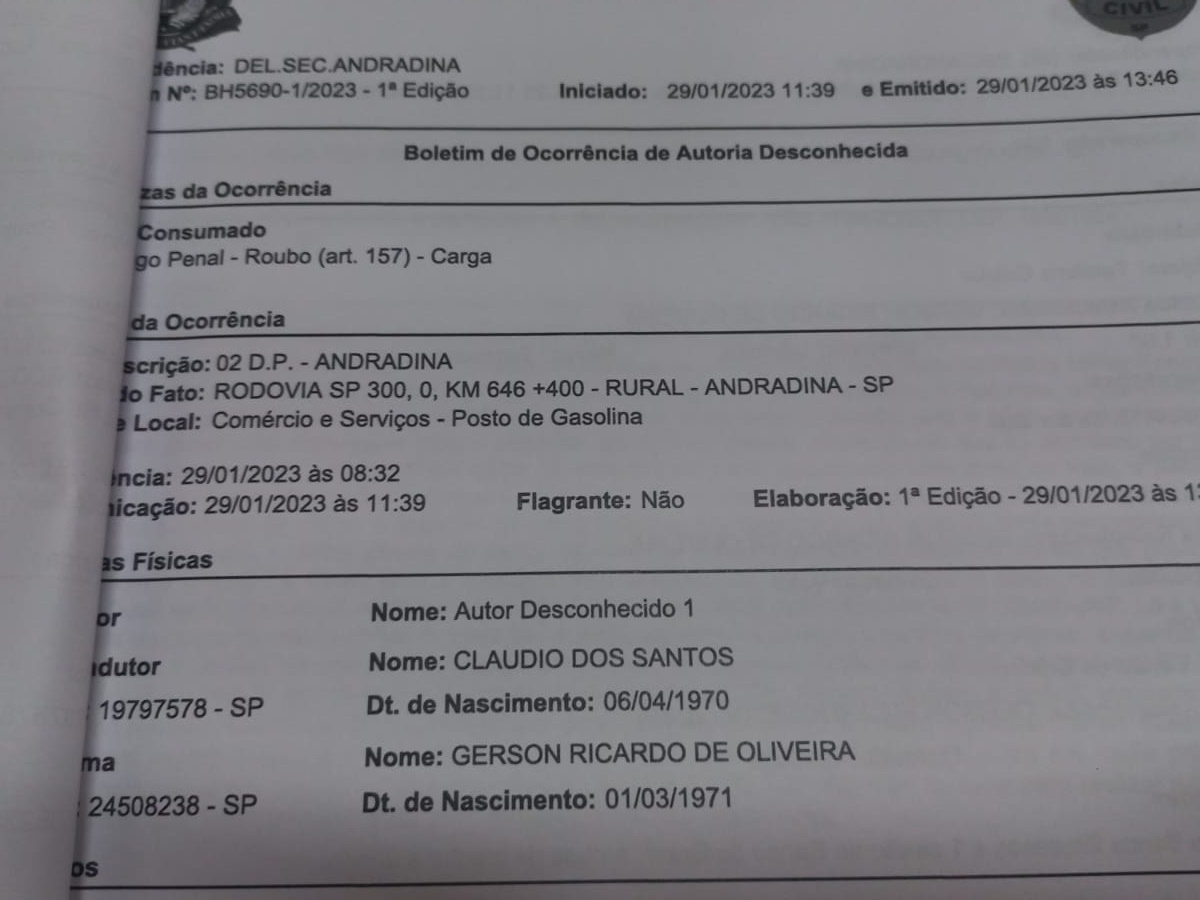 CIVIL
SP
dência: DEL.SEC.ANDRADINA
n Nº: BH5690-1/2023 - 1ª Edição Iniciado: 29/01/2023 11:39 e Emitido: 29/01/2023 às 13:46
Boletim de Ocorrência de Autoria Desconhecida
zas da Ocorrência
Consumado
go Penal - Roubo (art. 157) - Carga
da Ocorrência
scrição: 02 D.P. - ANDRADINA
do Fato: RODOVIA SP 300, 0, KM 646 +400 - RURAL - ANDRADINA - SP
e Local: Comércio e Serviços - Posto de Gasolina
ência: 29/01/2023 às 08:32
nicação: 29/01/2023 às 11:39 Flagrante: Não Elaboração: 1ª Edição - 29/01/2023 às 1
as Físicas
or Nome: Autor Desconhecido 1
dutor Nome: CLAUDIO DOS SANTOS
: 19797578 - SP Dt. de Nascimento: 06/04/1970
ma Nome: GERSON RICARDO DE OLIVEIRA
: 24508238 - SP Dt. de Nascimento: 01/03/1971
os